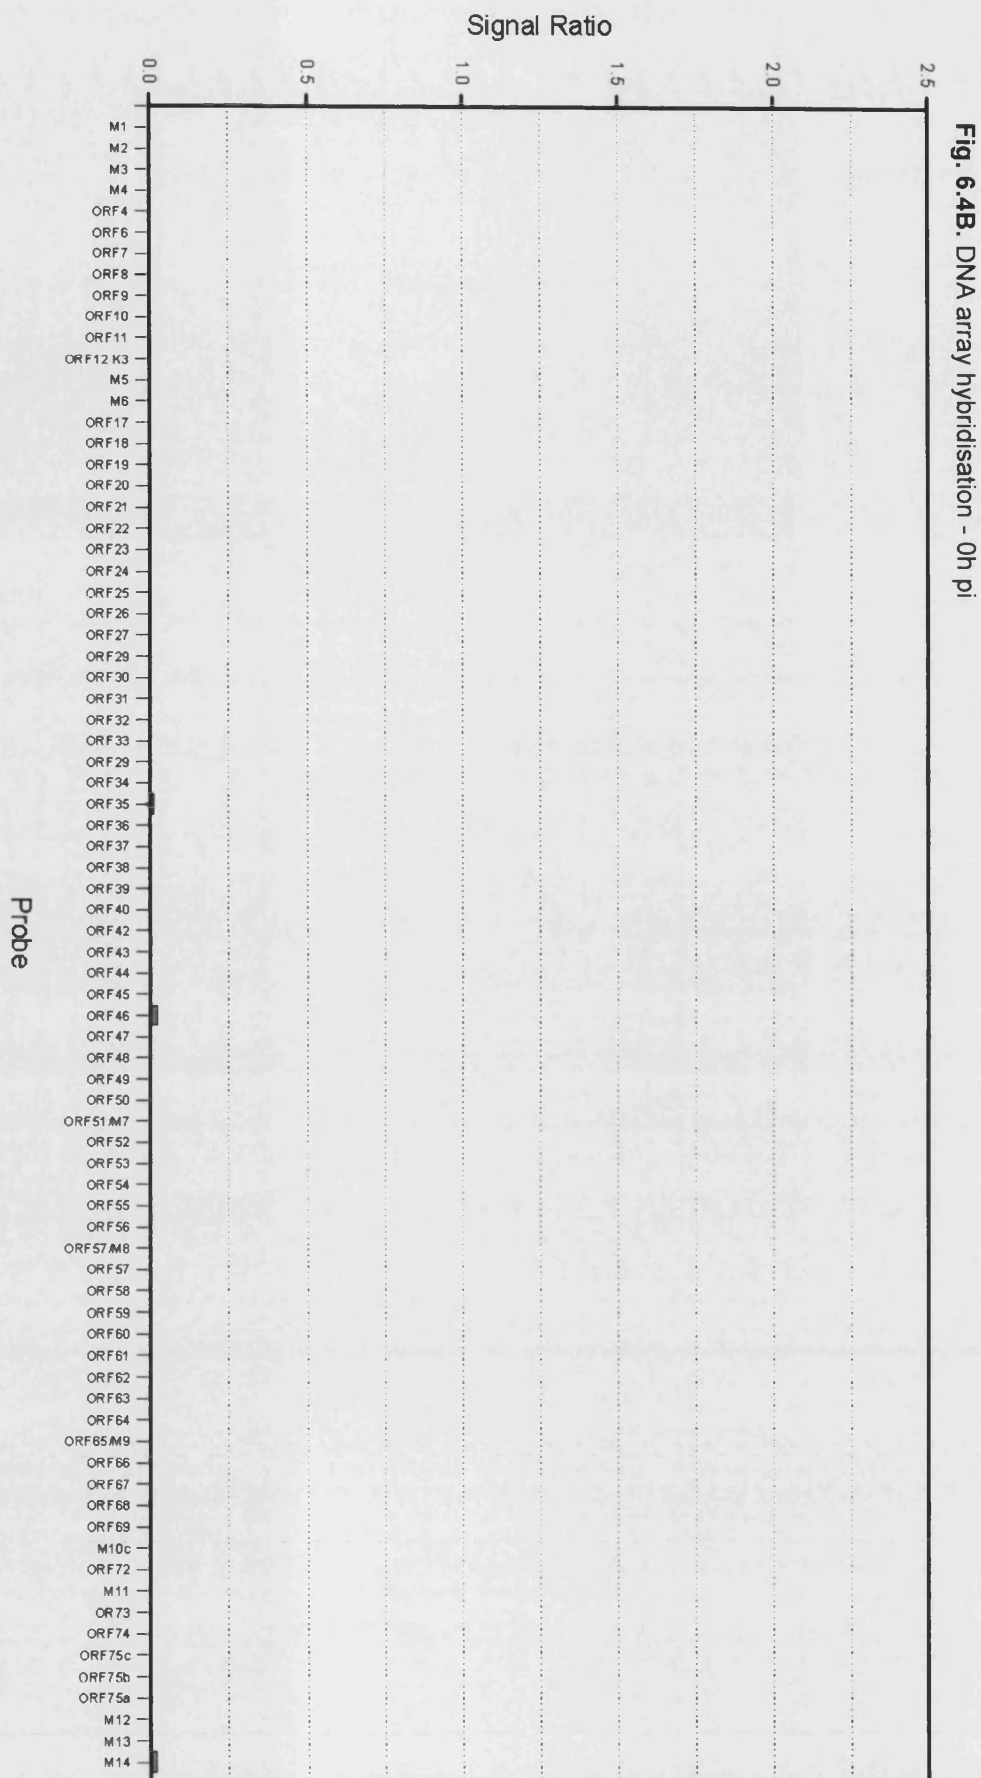 Fig. 6.4B. DNA array hybridisation - 0h pi
Signal Ratio
2.5
2.0
1.5
1.0
0.5
0.0
M1
M2
M3
M4
ORF4
ORF6
ORF7
ORF8
ORF9
ORF10
ORF11
ORF12 K3
M5
M6
ORF17
ORF18
ORF19
ORF20
ORF21
ORF22
ORF23
ORF24
ORF25
ORF26
ORF27
ORF29
ORF30
ORF31
ORF32
ORF33
ORF29
ORF34
ORF35
ORF36
ORF37
ORF38
ORF39
ORF40
ORF42
ORF43
ORF44
ORF45
ORF46
ORF47
ORF48
ORF49
ORF50
ORF51/M7
ORF52
ORF53
ORF54
ORF55
ORF56
ORF57/M8
ORF57
ORF58
ORF59
ORF60
ORF61
ORF62
ORF63
ORF64
ORF65/M9
ORF66
ORF67
ORF68
ORF69
M10c
ORF72
M11
OR73
ORF74
ORF75c
ORF75b
ORF75a
M12
M13
M14
Probe